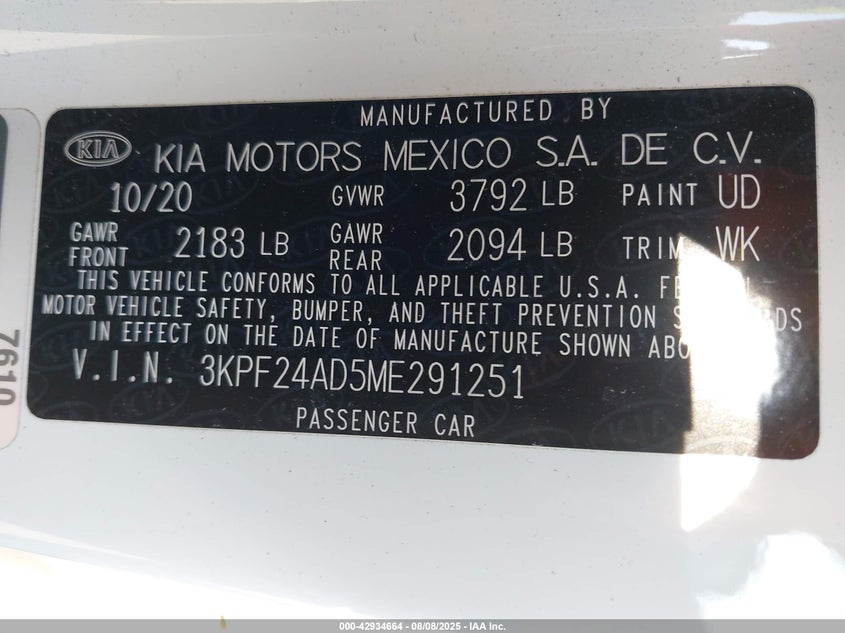 MANUFACTURED BY
KIA KIA MOTORS MEXICO S.A. DE C.V.
10/20 GVWR 3792 LB PAINT UD
GAWR FRONT 2183 LB GAWR REAR 2094 LB TRIM WK
THIS VEHICLE CONFORMS TO ALL APPLICABLE U.S.A.
MOTOR VEHICLE SAFETY, BUMPER, AND THEFT PREVENTION
IN EFFECT ON THE DATE OF MANUFACTURE SHOWN
V.I.N. 3KPF24AD5ME291251
PASSENGER CAR
7610
000-42934664 | 08/08/2025 - IAA Inc.